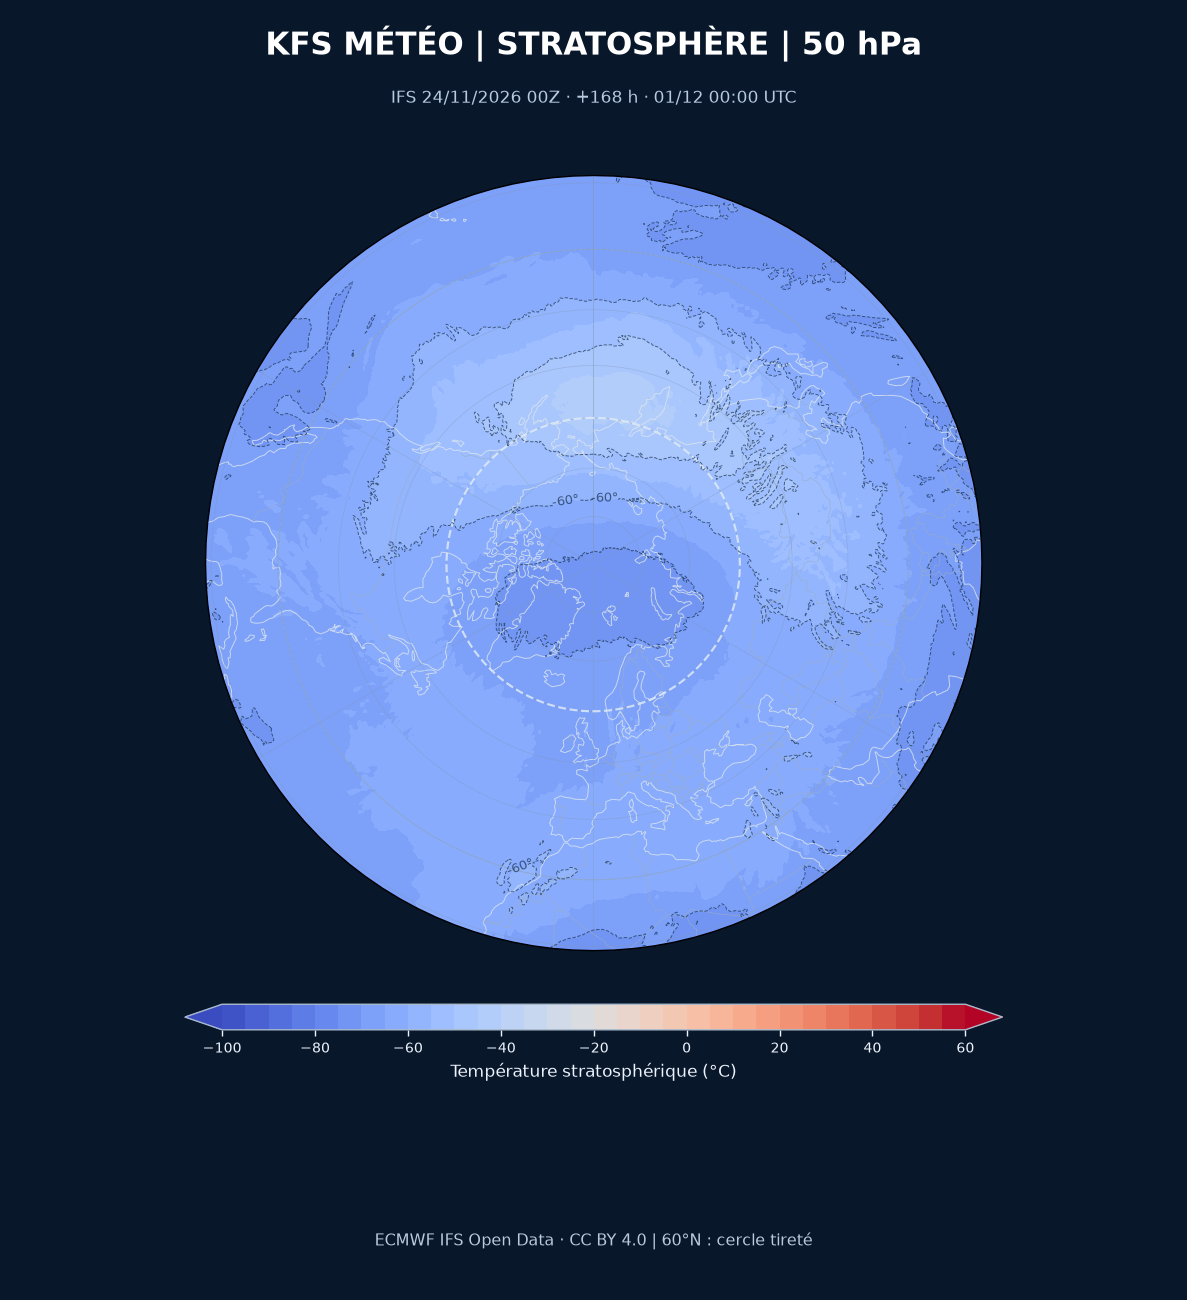 KFS MÉTÉO | STRATOSPHÈRE | 50 hPa
IFS 24/11/2026 00Z · +168 h · 01/12 00:00 UTC
-60° -60°
-60°
−100 −80 −60 −40 −20 0 20 40 60
Température stratosphérique (°C)
ECMWF IFS Open Data · CC BY 4.0 | 60°N : cercle tireté